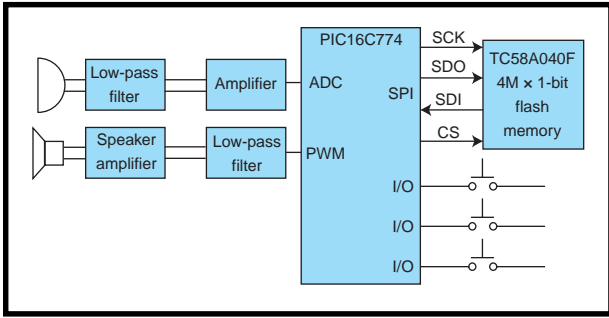 PIC16C774
Low-pass
filter
Amplifier
ADC
Speaker
amplifier
Low-pass
filter
PWM
SPI
SCK
SDO
SDI
CS
TC58A040F
4M × 1-bit
flash
memory
I/O
I/O
I/O